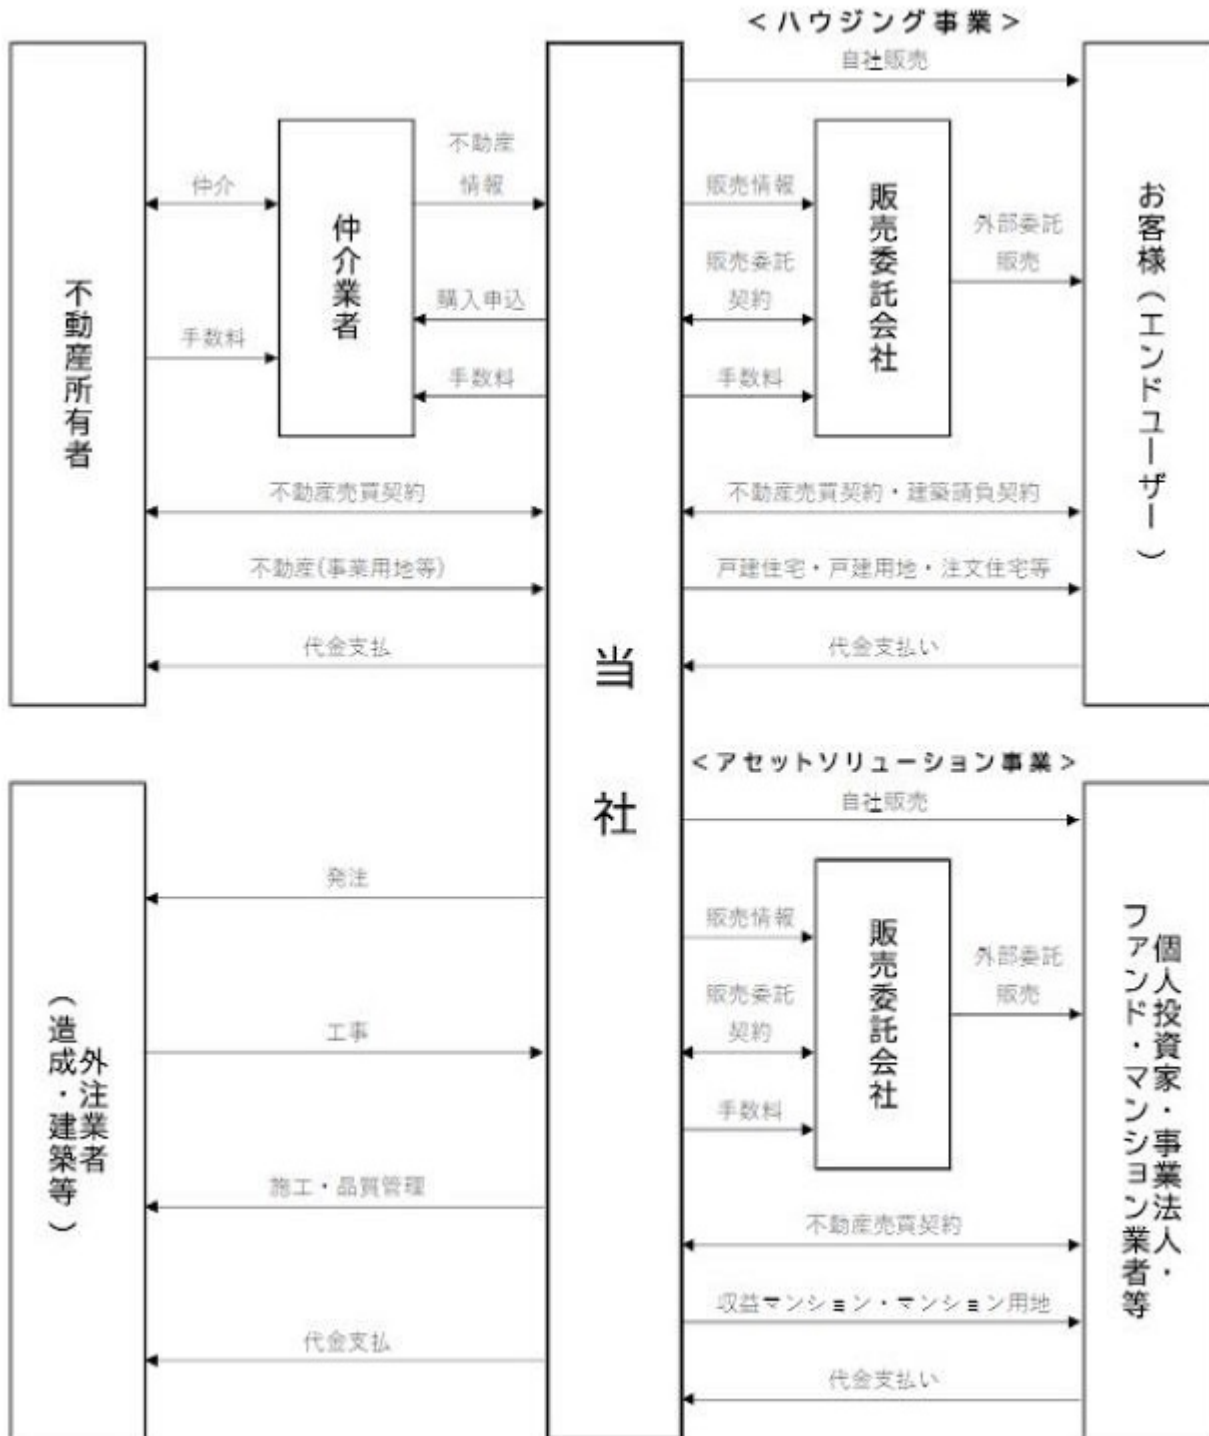 ＜ハウジング事業＞
不動産所有者
仲介
手数料
仲介業者
不動産
情報
購入申込
手数料
不動産売買契約
不動産(事業用地等)
代金支払
当社
自社販売
販売情報
販売委託
契約
手数料
販売委託会社
外部委託
販売
不動産売買契約・建築請負契約
戸建住宅・戸建用地・注文住宅等
代金支払い
お客様（エンドユーザー）
外注業者
（造成・建築等）
発注
工事
施工・品質管理
代金支払
＜アセットソリューション事業＞
自社販売
販売情報
販売委託
契約
手数料
販売委託会社
外部委託
販売
不動産売買契約
収益マンション・マンション用地
代金支払い
個人投資家・事業法人・
ファンド・マンション業者等